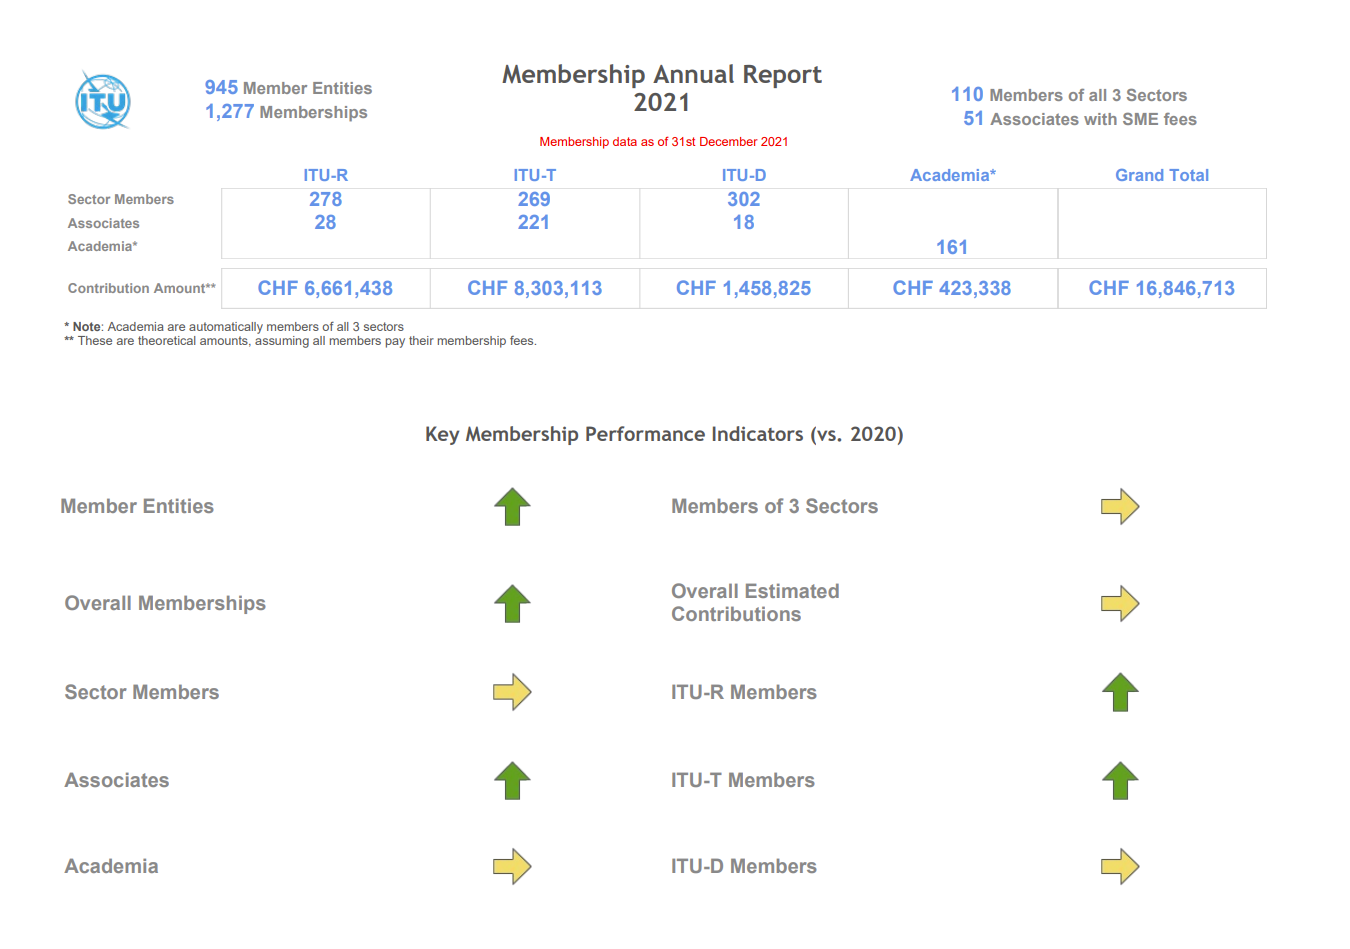 ITU
945 Member Entities
1,277 Memberships
Membership Annual Report
2021
Membership data as of 31st December 2021
110 Members of all 3 Sectors
51 Associates with SME fees
ITU-R ITU-T ITU-D Academia* Grand Total
Sector Members 278 269 302
Associates 28 221 18
Academia* 161
Contribution Amount** CHF 6,661,438 CHF 8,303,113 CHF 1,458,825 CHF 423,338 CHF 16,846,713
* Note: Academia are automatically members of all 3 sectors
** These are theoretical amounts, assuming all members pay their membership fees.
Key Membership Performance Indicators (vs. 2020)
Member Entities Members of 3 Sectors
Overall Memberships
Overall Estimated
Contributions
Sector Members ITU-R Members
Associates ITU-T Members
Academia ITU-D Members